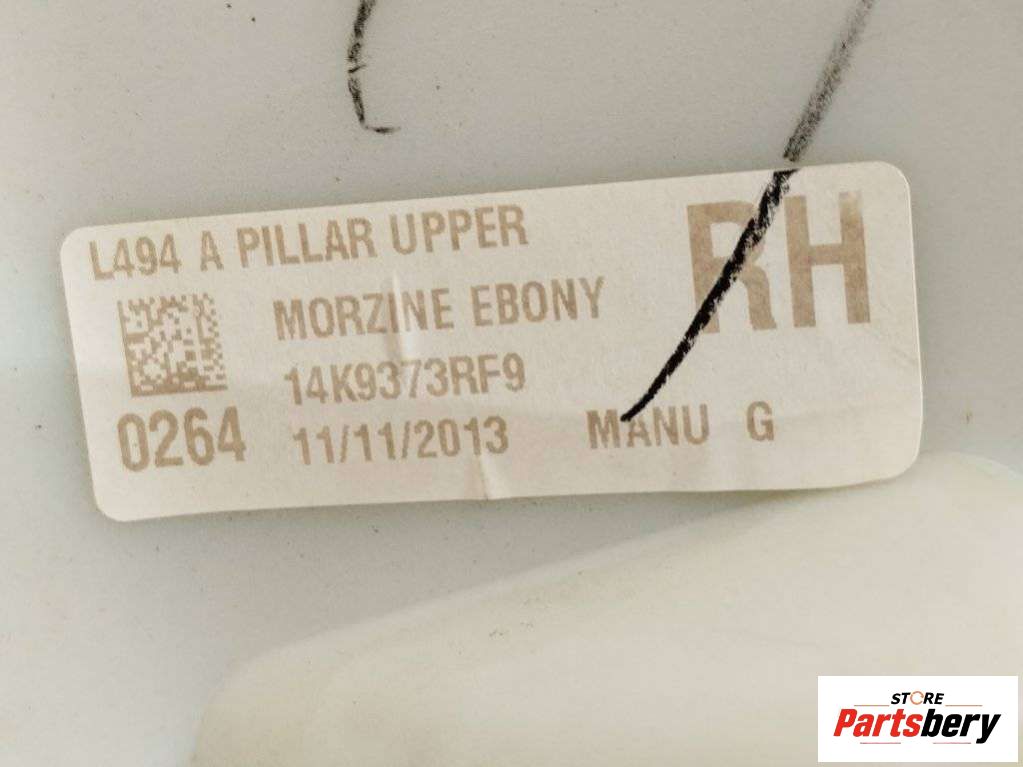 L494 A PILLAR UPPER
RH
MORZINE EBONY
14K9373RF9
0264
11/11/2013
MANU G
STORE
Partsbery